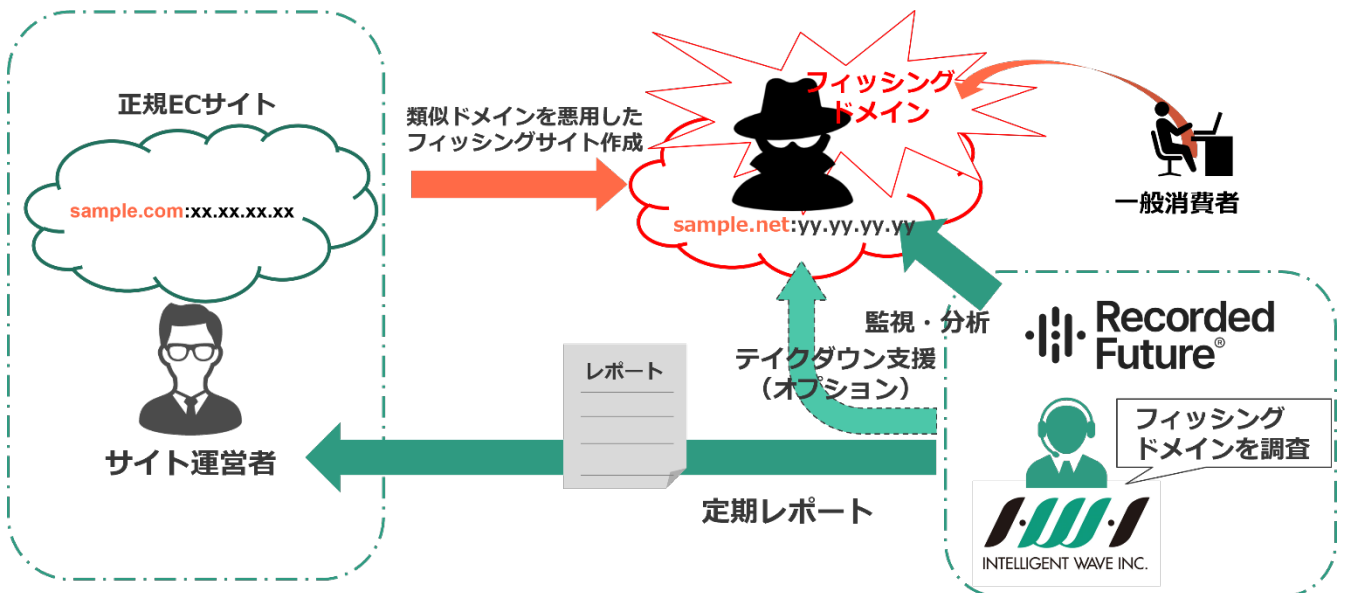 正規ECサイト
sample.com:xx.xx.xx.xx
サイト運営者
類似ドメインを悪用した
フィッシングサイト作成
フィッシング
ドメイン
sample.net:yy.yy.yy.yy
一般消費者
監視・分析
テイクダウン支援
（オプション）
レポート
定期レポート
Recorded
Future®
フィッシング
ドメインを調査
IWI
INTELLIGENT WAVE INC.